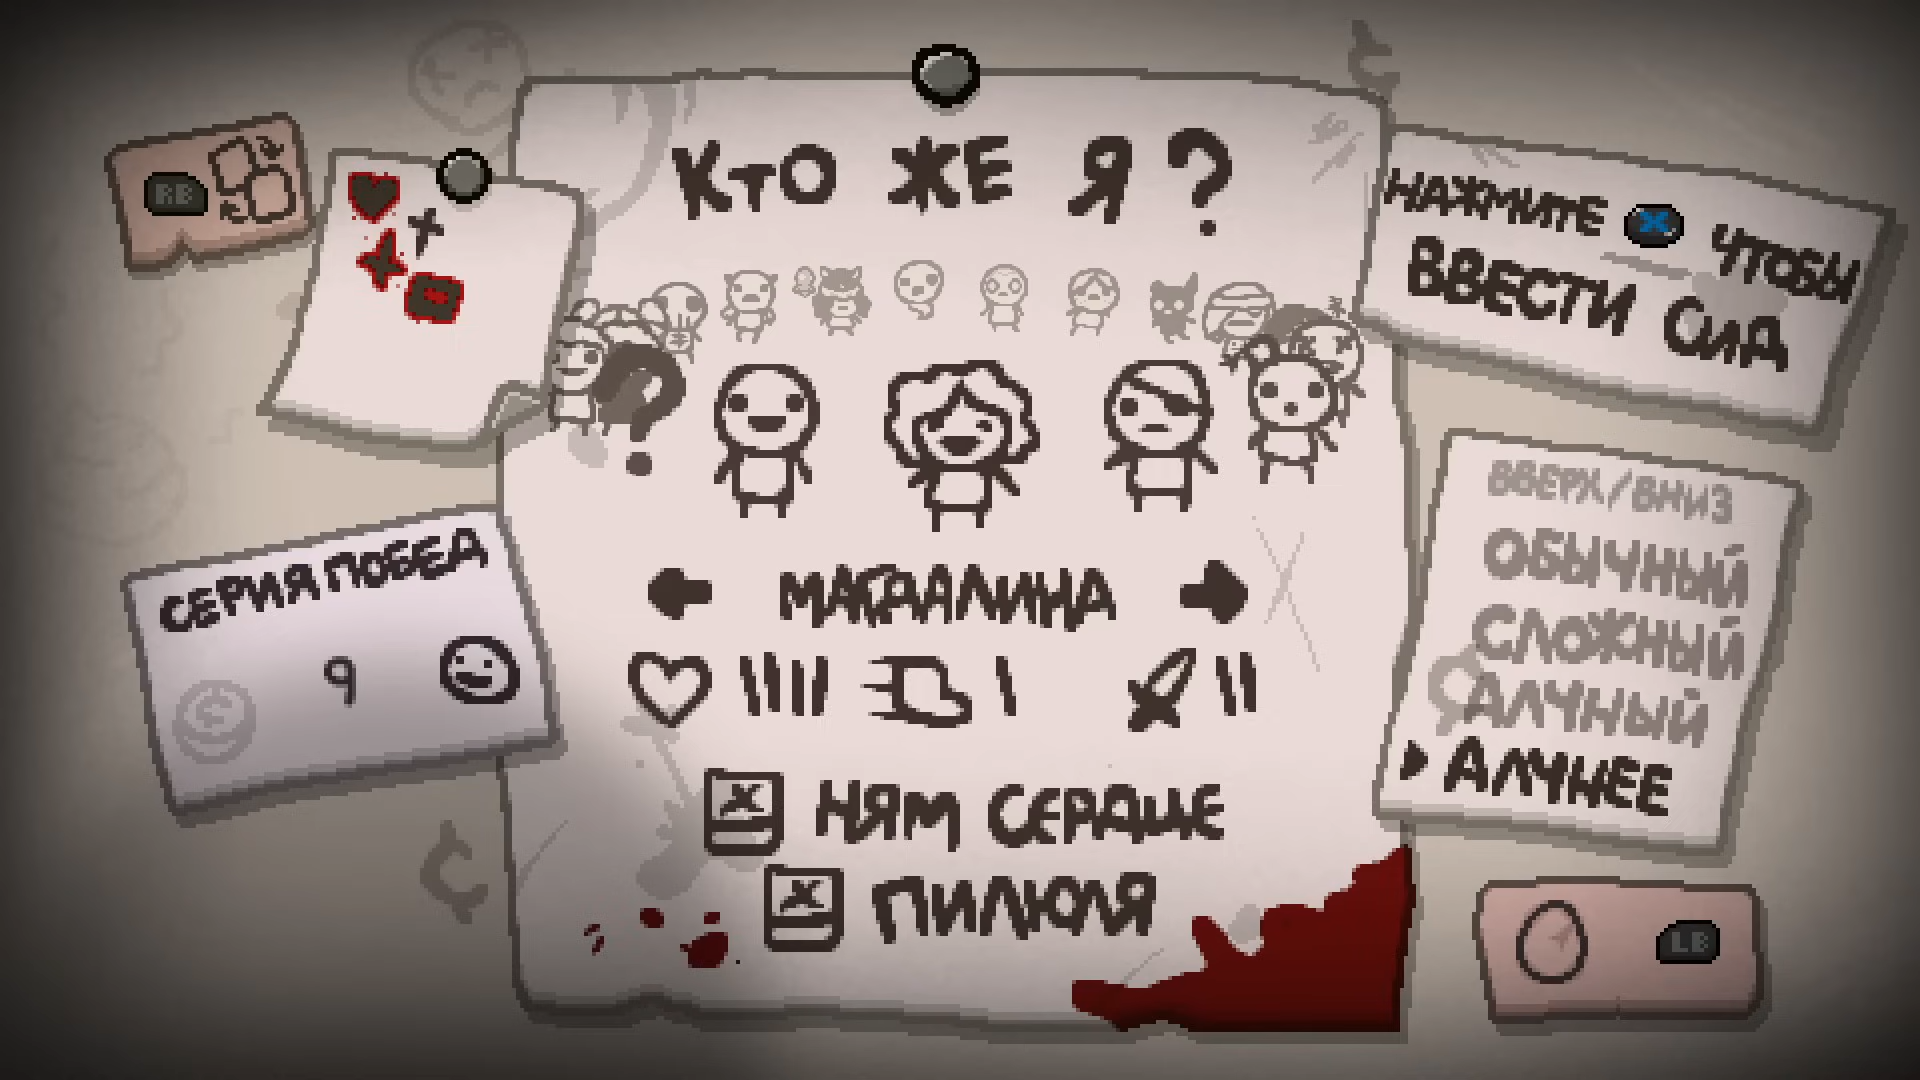 КТО ЖЕ Я?
RB
НАЖМИТЕ X ЧТОБЫ
ВВЕСТИ СИД
СЕРИЯ ПОБЕД
9
ВВЕРХ/ВНИЗ
ОБЫЧНЫЙ
СЛОЖНЫЙ
АЛЧНЫЙ
АЛЧНЕЕ
МАГДАЛИНА
НЯМ СЕРДЦЕ
ПИЛЮЛЯ
LB